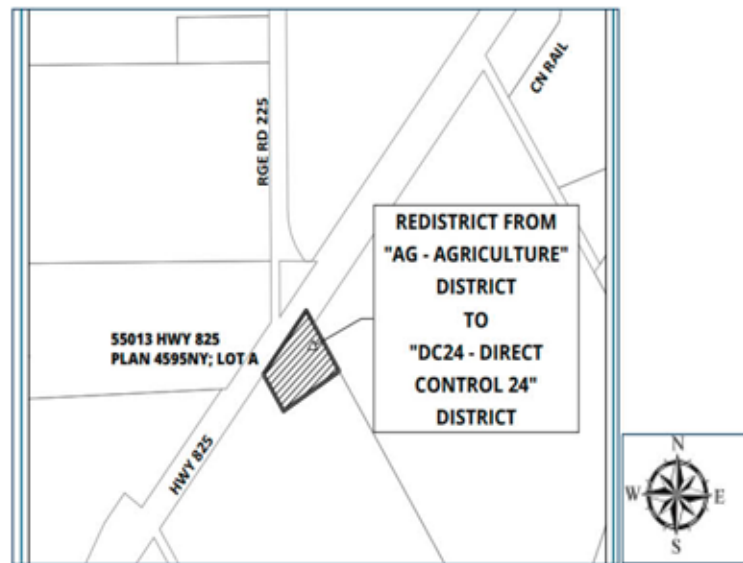 CN RAIL
RGE RD 225
REDISTRICT FROM
"AG - AGRICULTURE"
DISTRICT
TO
"DC24 - DIRECT
CONTROL 24"
DISTRICT
55013 HWY 825
PLAN 4595NY; LOT A
HWY 825
N
W
E
S